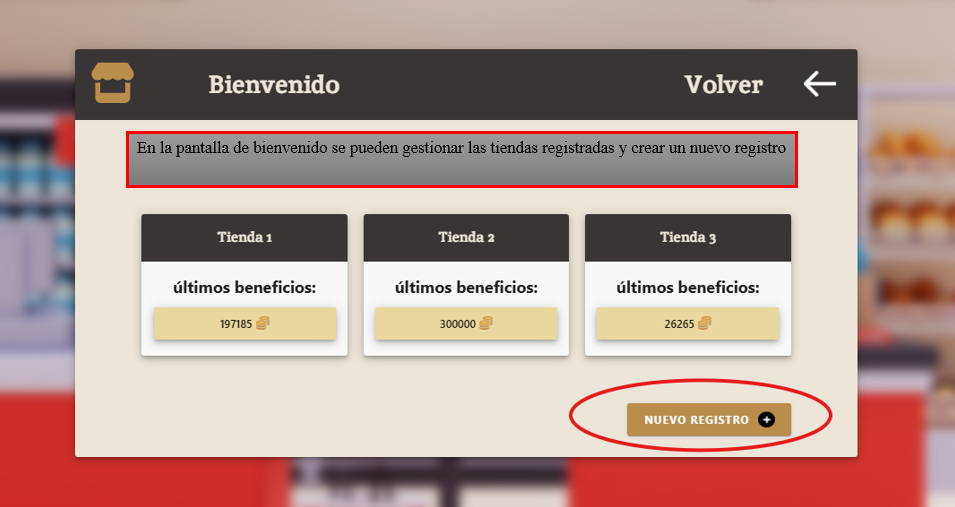 Bienvenido
Volver
En la pantalla de bienvenido se pueden gestionar las tiendas registradas y crear un nuevo registro
Tienda 1
Tienda 2
Tienda 3
últimos beneficios:
últimos beneficios:
últimos beneficios:
197185
300000
26265
NUEVO REGISTRO